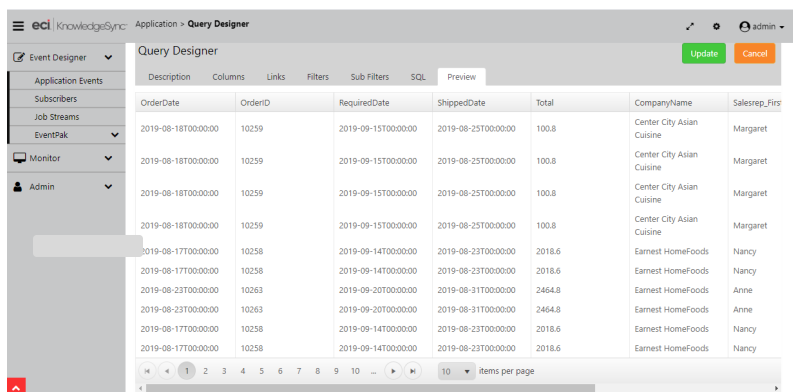 eci KnowledgeSync
Application > Query Designer
admin
Event Designer
Application Events
Subscribers
Job Streams
EventPak
Monitor
Admin
Query Designer
Update
Cancel
Description Columns Links Filters Sub Filters SQL Preview
OrderDate OrderID RequiredDate ShippedDate Total CompanyName Salesrep_First
2019-08-18T00:00:00 10259 2019-09-15T00:00:00 2019-08-25T00:00:00 100.8 Center City Asian Cuisine Margaret
2019-08-18T00:00:00 10259 2019-09-15T00:00:00 2019-08-25T00:00:00 100.8 Center City Asian Cuisine Margaret
2019-08-18T00:00:00 10259 2019-09-15T00:00:00 2019-08-25T00:00:00 100.8 Center City Asian Cuisine Margaret
2019-08-18T00:00:00 10259 2019-09-15T00:00:00 2019-08-25T00:00:00 100.8 Center City Asian Cuisine Margaret
2019-08-17T00:00:00 10258 2019-09-14T00:00:00 2019-08-23T00:00:00 2018.6 Earnest HomeFoods Nancy
2019-08-17T00:00:00 10258 2019-09-14T00:00:00 2019-08-23T00:00:00 2018.6 Earnest HomeFoods Nancy
2019-08-23T00:00:00 10263 2019-09-20T00:00:00 2019-08-31T00:00:00 2464.8 Earnest HomeFoods Anne
2019-08-23T00:00:00 10263 2019-09-20T00:00:00 2019-08-31T00:00:00 2464.8 Earnest HomeFoods Anne
2019-08-17T00:00:00 10258 2019-09-14T00:00:00 2019-08-23T00:00:00 2018.6 Earnest HomeFoods Nancy
2019-08-17T00:00:00 10258 2019-09-14T00:00:00 2019-08-23T00:00:00 2018.6 Earnest HomeFoods Nancy
1 2 3 4 5 6 7 8 9 10 ... 10 items per page